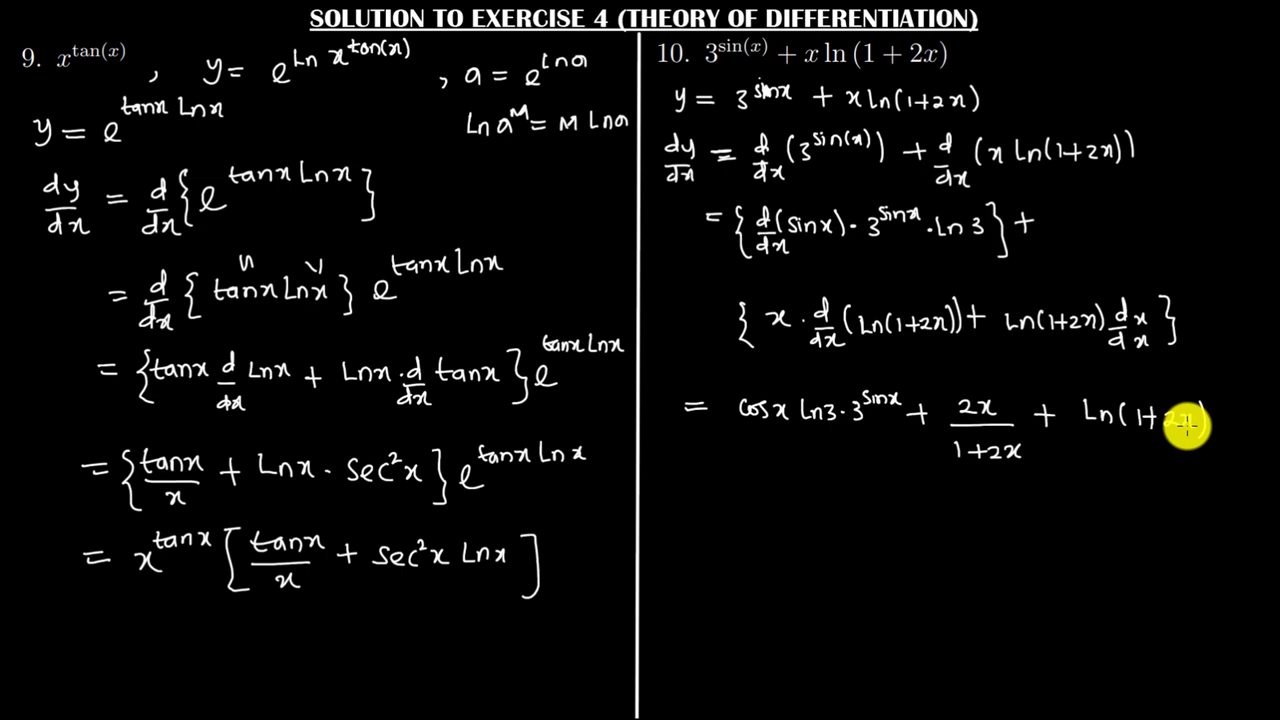 SOLUTION TO EXERCISE 4 (THEORY OF DIFFERENTIATION)
9. x^{tan(x)} , y = e^{Ln x^{tan(x)}} , a = e^{Ln a}
y = e^{tanx Lnx} Ln a^M = M Ln a
dy/dx = d/dx { e^{tanx Lnx} }
= d/dx { tanx Lnx } e^{tanx Lnx}
u v
= { tanx d/dx Lnx + Lnx · d/dx tanx } e^{tanx Lnx}
= { tanx/x + Lnx · sec²x } e^{tanx Lnx}
= x^{tanx} [ tanx/x + sec²x Lnx ]
10. 3^{sin(x)} + x ln (1 + 2x)
y = 3^{sinx} + x Ln(1+2x)
dy/dx = d/dx (3^{sin(x)}) + d/dx (x Ln(1+2x))
= { d/dx (sinx) · 3^{sinx} · Ln 3 } +
{ x · d/dx (Ln(1+2x)) + Ln(1+2x) dx/dx }
= cosx Ln3 · 3^{sinx} + 2x/1+2x + Ln(1+2x)